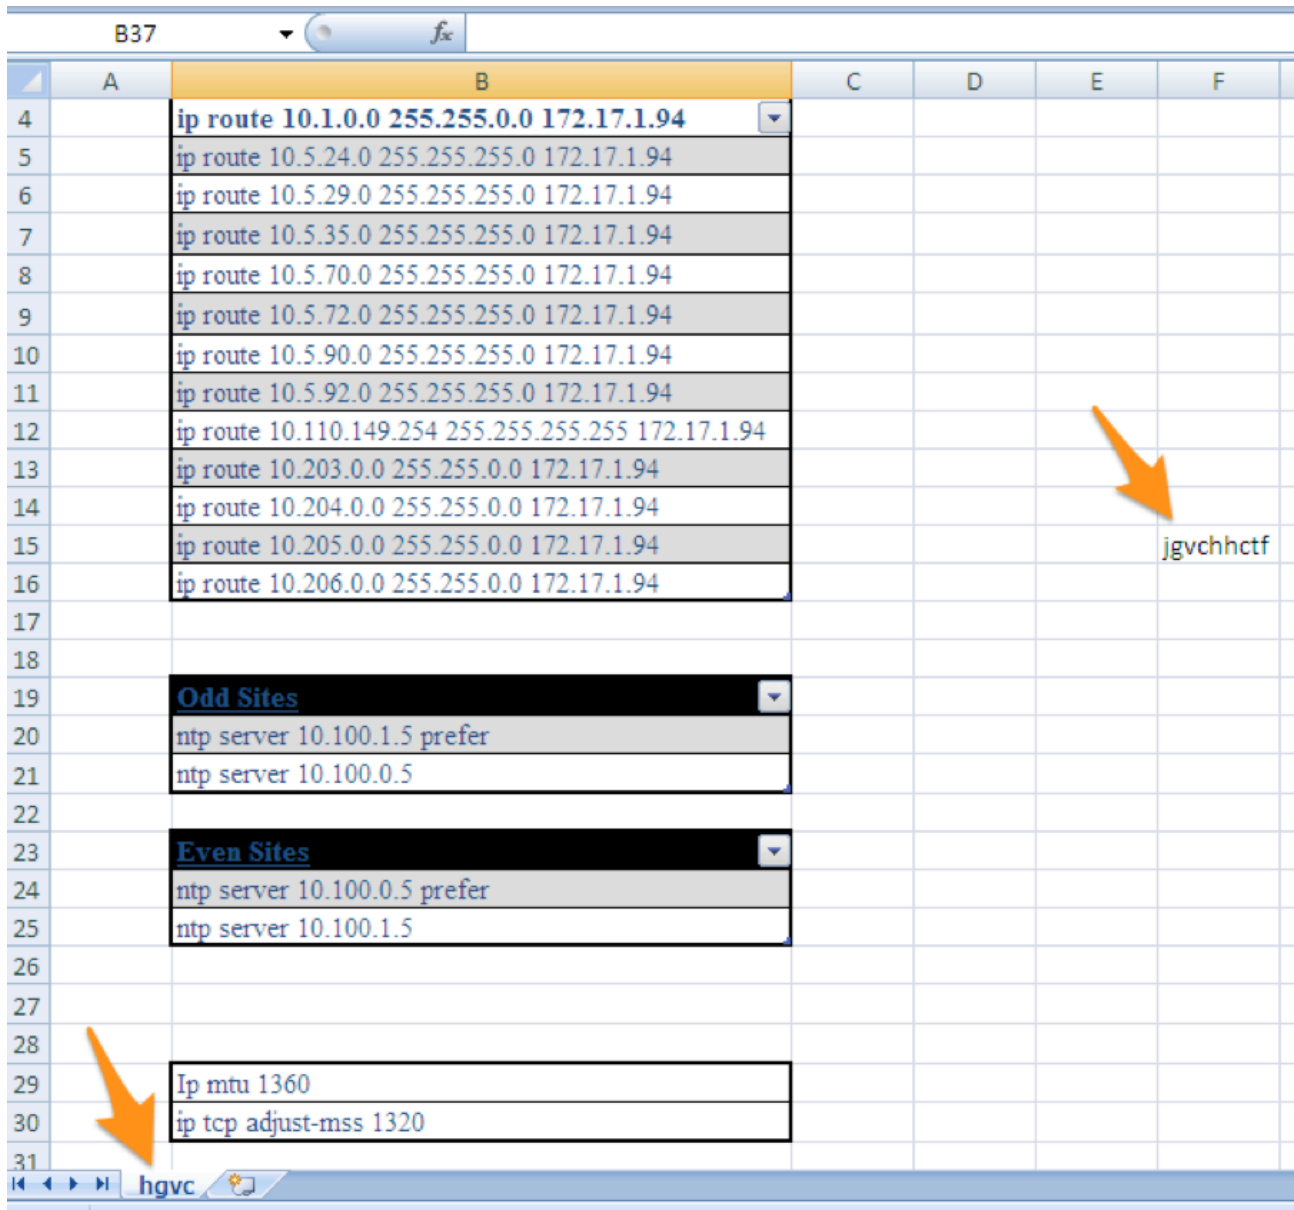 B37 fx
A B C D E F
4 ip route 10.1.0.0 255.255.0.0 172.17.1.94
5 ip route 10.5.24.0 255.255.255.0 172.17.1.94
6 ip route 10.5.29.0 255.255.255.0 172.17.1.94
7 ip route 10.5.35.0 255.255.255.0 172.17.1.94
8 ip route 10.5.70.0 255.255.255.0 172.17.1.94
9 ip route 10.5.72.0 255.255.255.0 172.17.1.94
10 ip route 10.5.90.0 255.255.255.0 172.17.1.94
11 ip route 10.5.92.0 255.255.255.0 172.17.1.94
12 ip route 10.110.149.254 255.255.255.255 172.17.1.94
13 ip route 10.203.0.0 255.255.0.0 172.17.1.94
14 ip route 10.204.0.0 255.255.0.0 172.17.1.94
15 ip route 10.205.0.0 255.255.0.0 172.17.1.94 jgvchhctf
16 ip route 10.206.0.0 255.255.0.0 172.17.1.94
17
18
19 Odd Sites
20 ntp server 10.100.1.5 prefer
21 ntp server 10.100.0.5
22
23 Even Sites
24 ntp server 10.100.0.5 prefer
25 ntp server 10.100.1.5
26
27
28
29 Ip mtu 1360
30 ip tcp adjust-mss 1320
31
hgvc